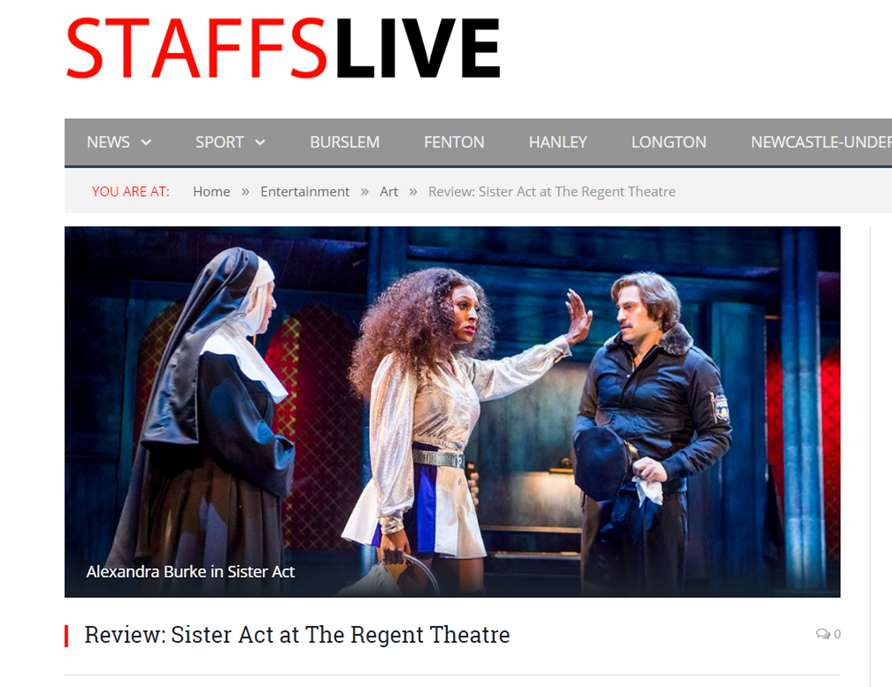 STAFFSLIVE
NEWS SPORT BURSLEM FENTON HANLEY LONGTON NEWCASTLE-UNDER
YOU ARE AT: Home » Entertainment » Art » Review: Sister Act at The Regent Theatre
Alexandra Burke in Sister Act
Review: Sister Act at The Regent Theatre 0